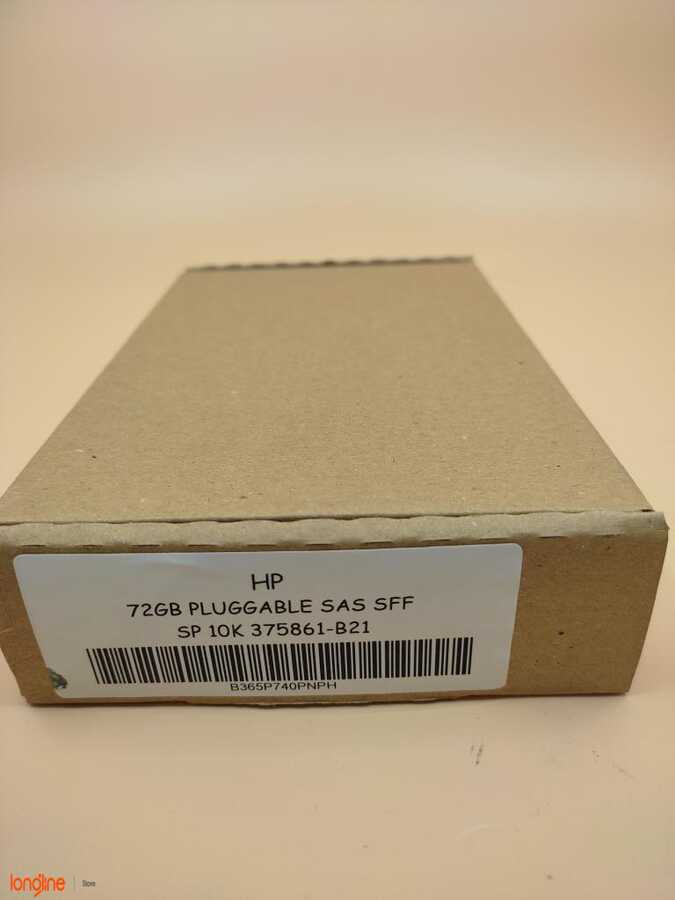 HP
72GB PLUGGABLE SAS SFF
SP 10K 375861-B21
B365P740PNPH
longline Store